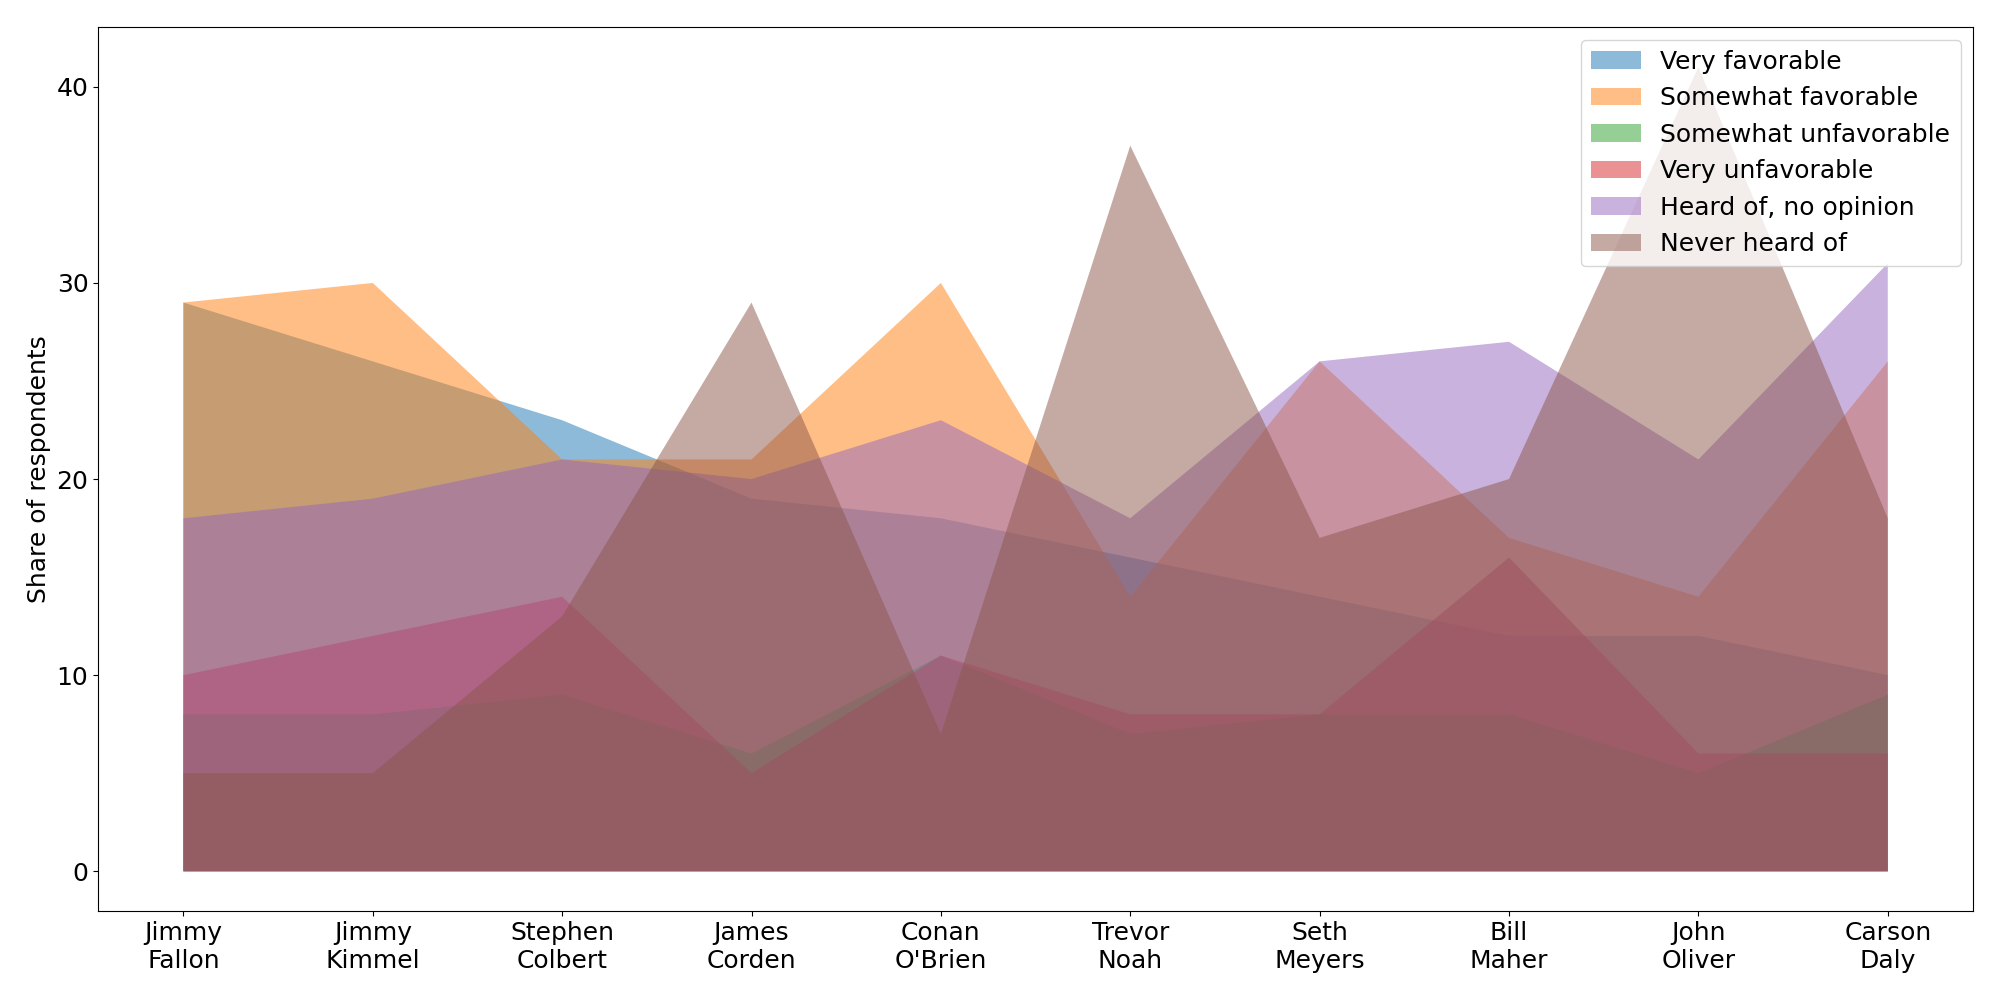 Very favorable
Somewhat favorable
Somewhat unfavorable
Very unfavorable
Heard of, no opinion
Never heard of
Share of respondents
40
30
20
10
0
Jimmy Fallon
Jimmy Kimmel
Stephen Colbert
James Corden
Conan O'Brien
Trevor Noah
Seth Meyers
Bill Maher
John Oliver
Carson Daly